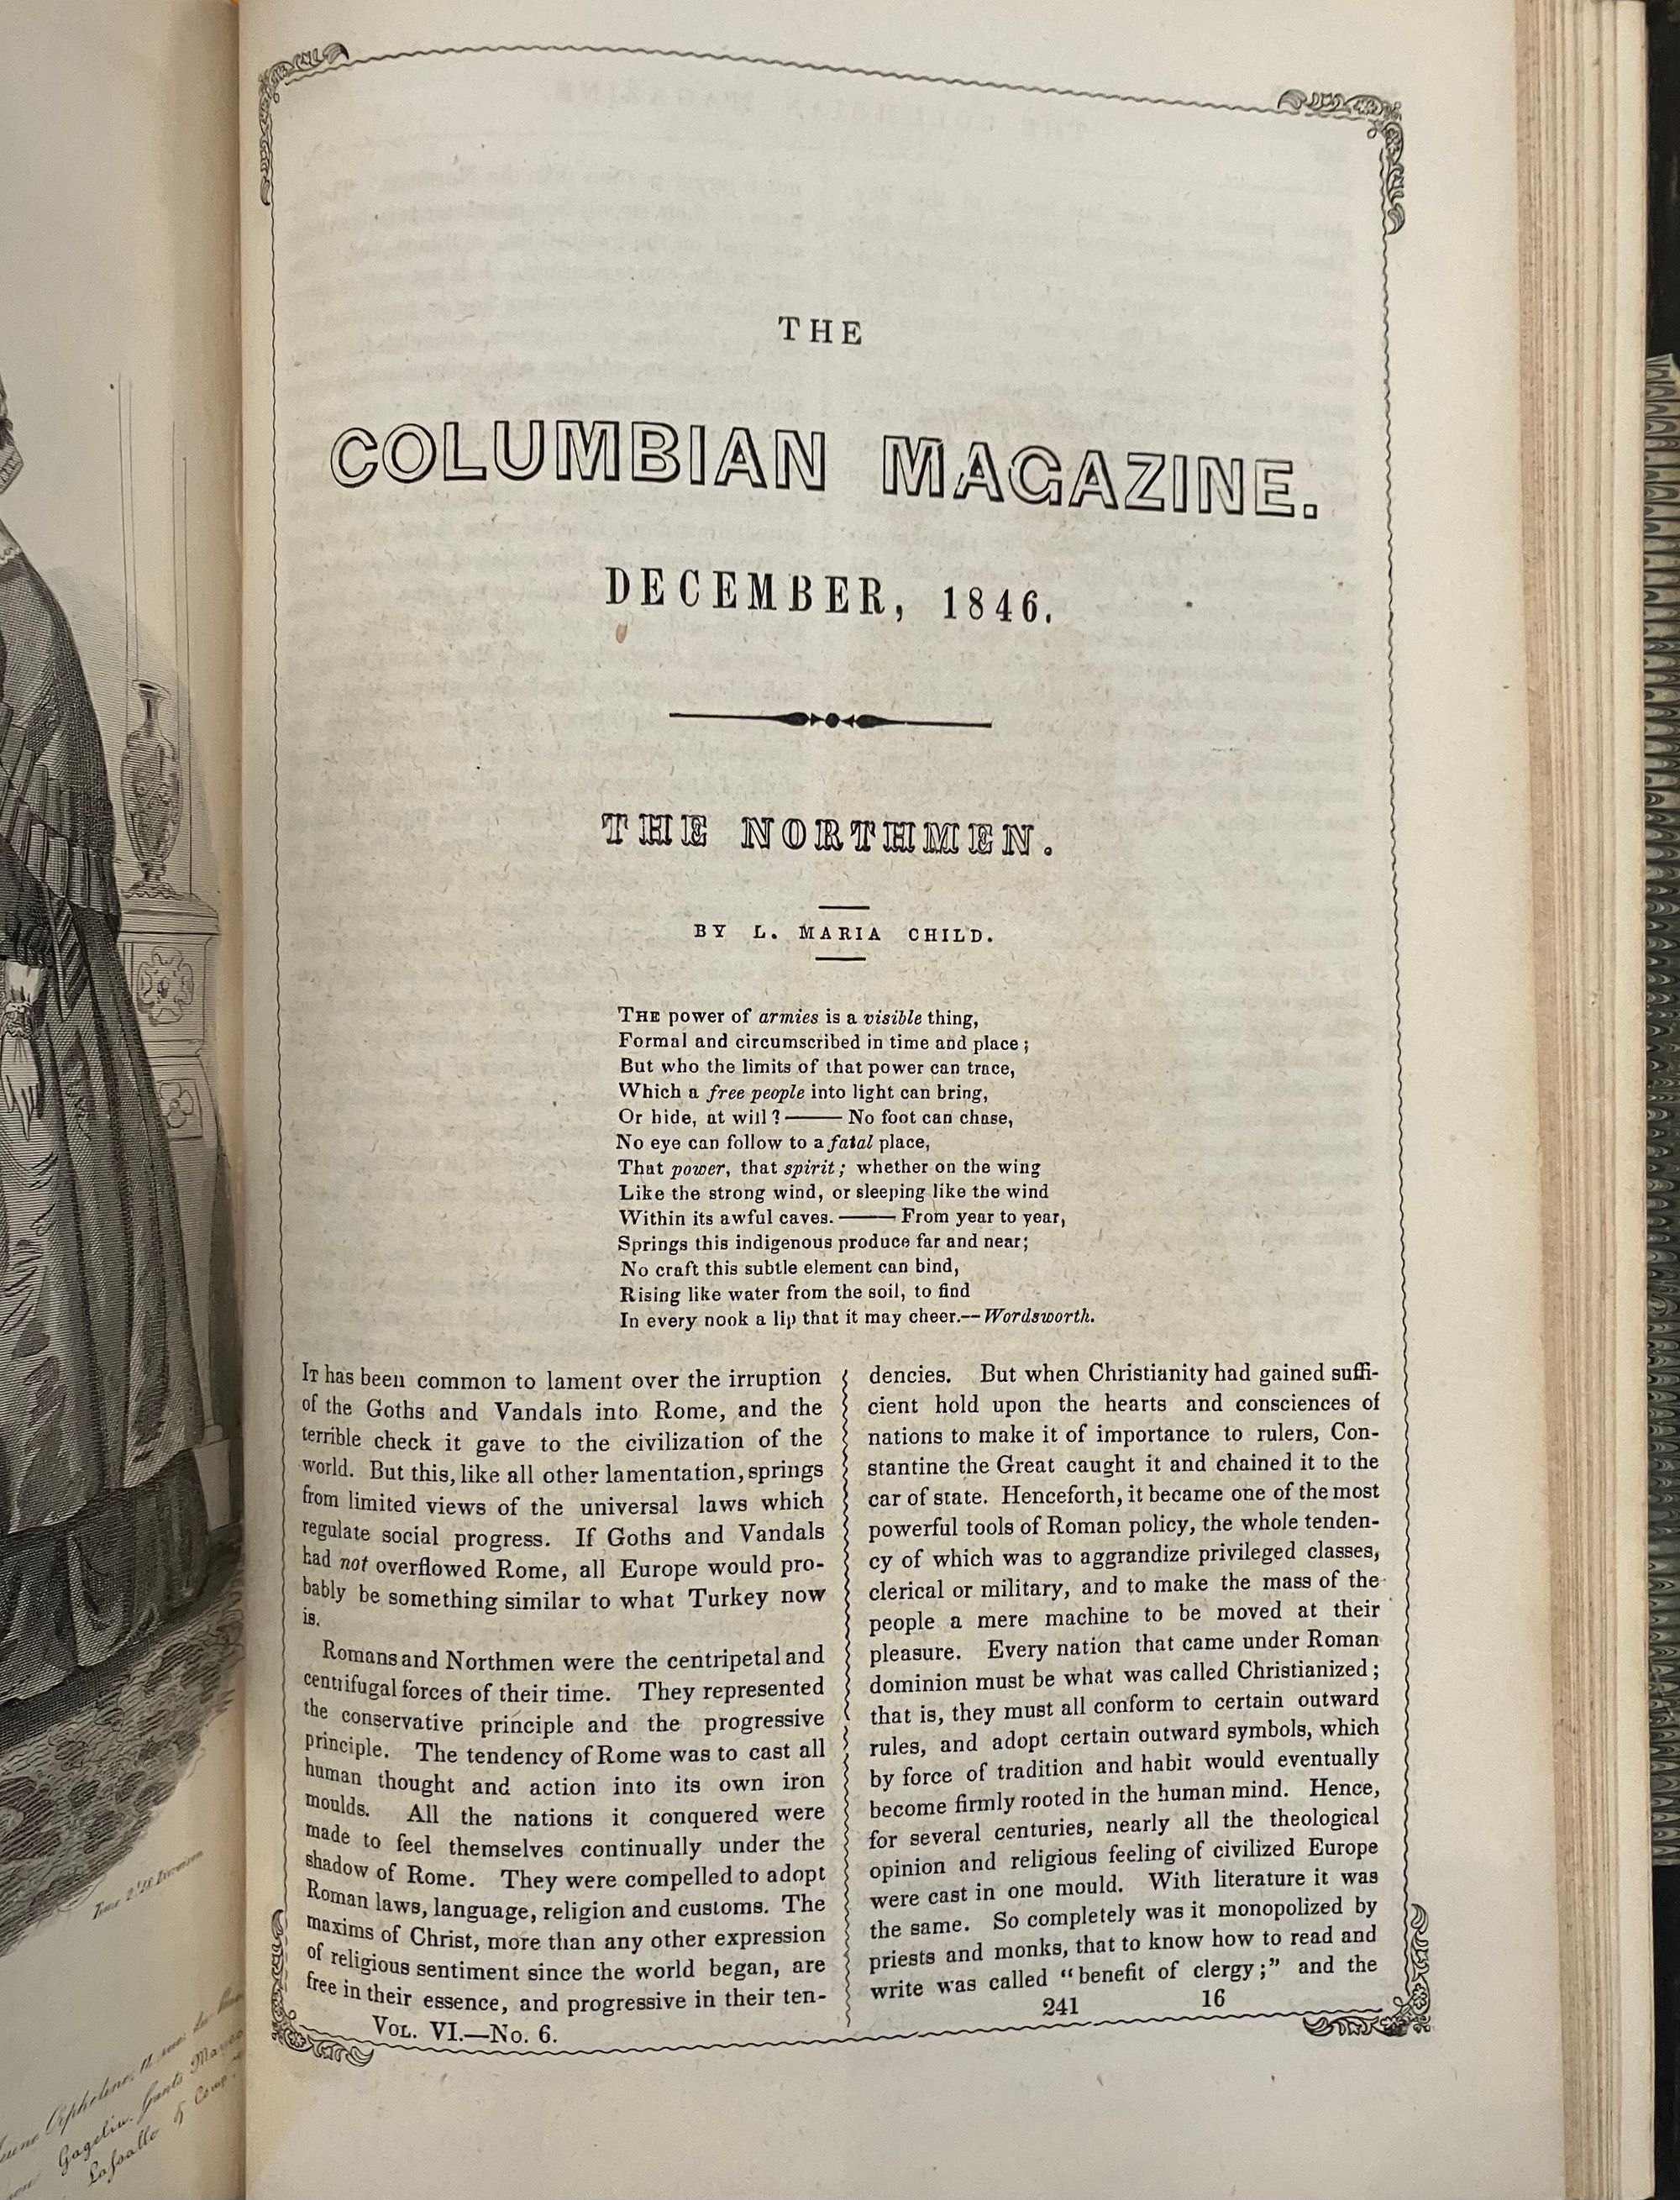 THE
COLUMBIAN MAGAZINE.
DECEMBER, 1846.
THE NORTHMEN.
BY L. MARIA CHILD.
THE power of armies is a visible thing,
Formal and circumscribed in time and place;
But who the limits of that power can trace,
Which a free people into light can bring,
Or hide, at will?—— No foot can chase,
No eye can follow to a fatal place,
That power, that spirit; whether on the wing
Like the strong wind, or sleeping like the wind
Within its awful caves.—— From year to year,
Springs this indigenous produce far and near;
No craft this subtle element can bind,
Rising like water from the soil, to find
In every nook a lip that it may cheer.--Wordsworth.
IT has been common to lament over the irruption
of the Goths and Vandals into Rome, and the
terrible check it gave to the civilization of the
world. But this, like all other lamentation, springs
from limited views of the universal laws which
regulate social progress. If Goths and Vandals
had not overflowed Rome, all Europe would pro-
bably be something similar to what Turkey now
is.
Romans and Northmen were the centripetal and
centrifugal forces of their time. They represented
the conservative principle and the progressive
principle. The tendency of Rome was to cast all
human thought and action into its own iron
moulds. All the nations it conquered were
made to feel themselves continually under the
shadow of Rome. They were compelled to adopt
Roman laws, language, religion and customs. The
maxims of Christ, more than any other expression
of religious sentiment since the world began, are
free in their essence, and progressive in their ten-
VOL. VI.—No. 6.
dencies. But when Christianity had gained suffi-
cient hold upon the hearts and consciences of
nations to make it of importance to rulers, Con-
stantine the Great caught it and chained it to the
car of state. Henceforth, it became one of the most
powerful tools of Roman policy, the whole tenden-
cy of which was to aggrandize privileged classes,
clerical or military, and to make the mass of the
people a mere machine to be moved at their
pleasure. Every nation that came under Roman
dominion must be what was called Christianized;
that is, they must all conform to certain outward
rules, and adopt certain outward symbols, which
by force of tradition and habit would eventually
become firmly rooted in the human mind. Hence,
for several centuries, nearly all the theological
opinion and religious feeling of civilized Europe
were cast in one mould. With literature it was
the same. So completely was it monopolized by
priests and monks, that to know how to read and
write was called "benefit of clergy;" and the
241 16
Gagelin. Gants Mayer
Lassalle & Comp.